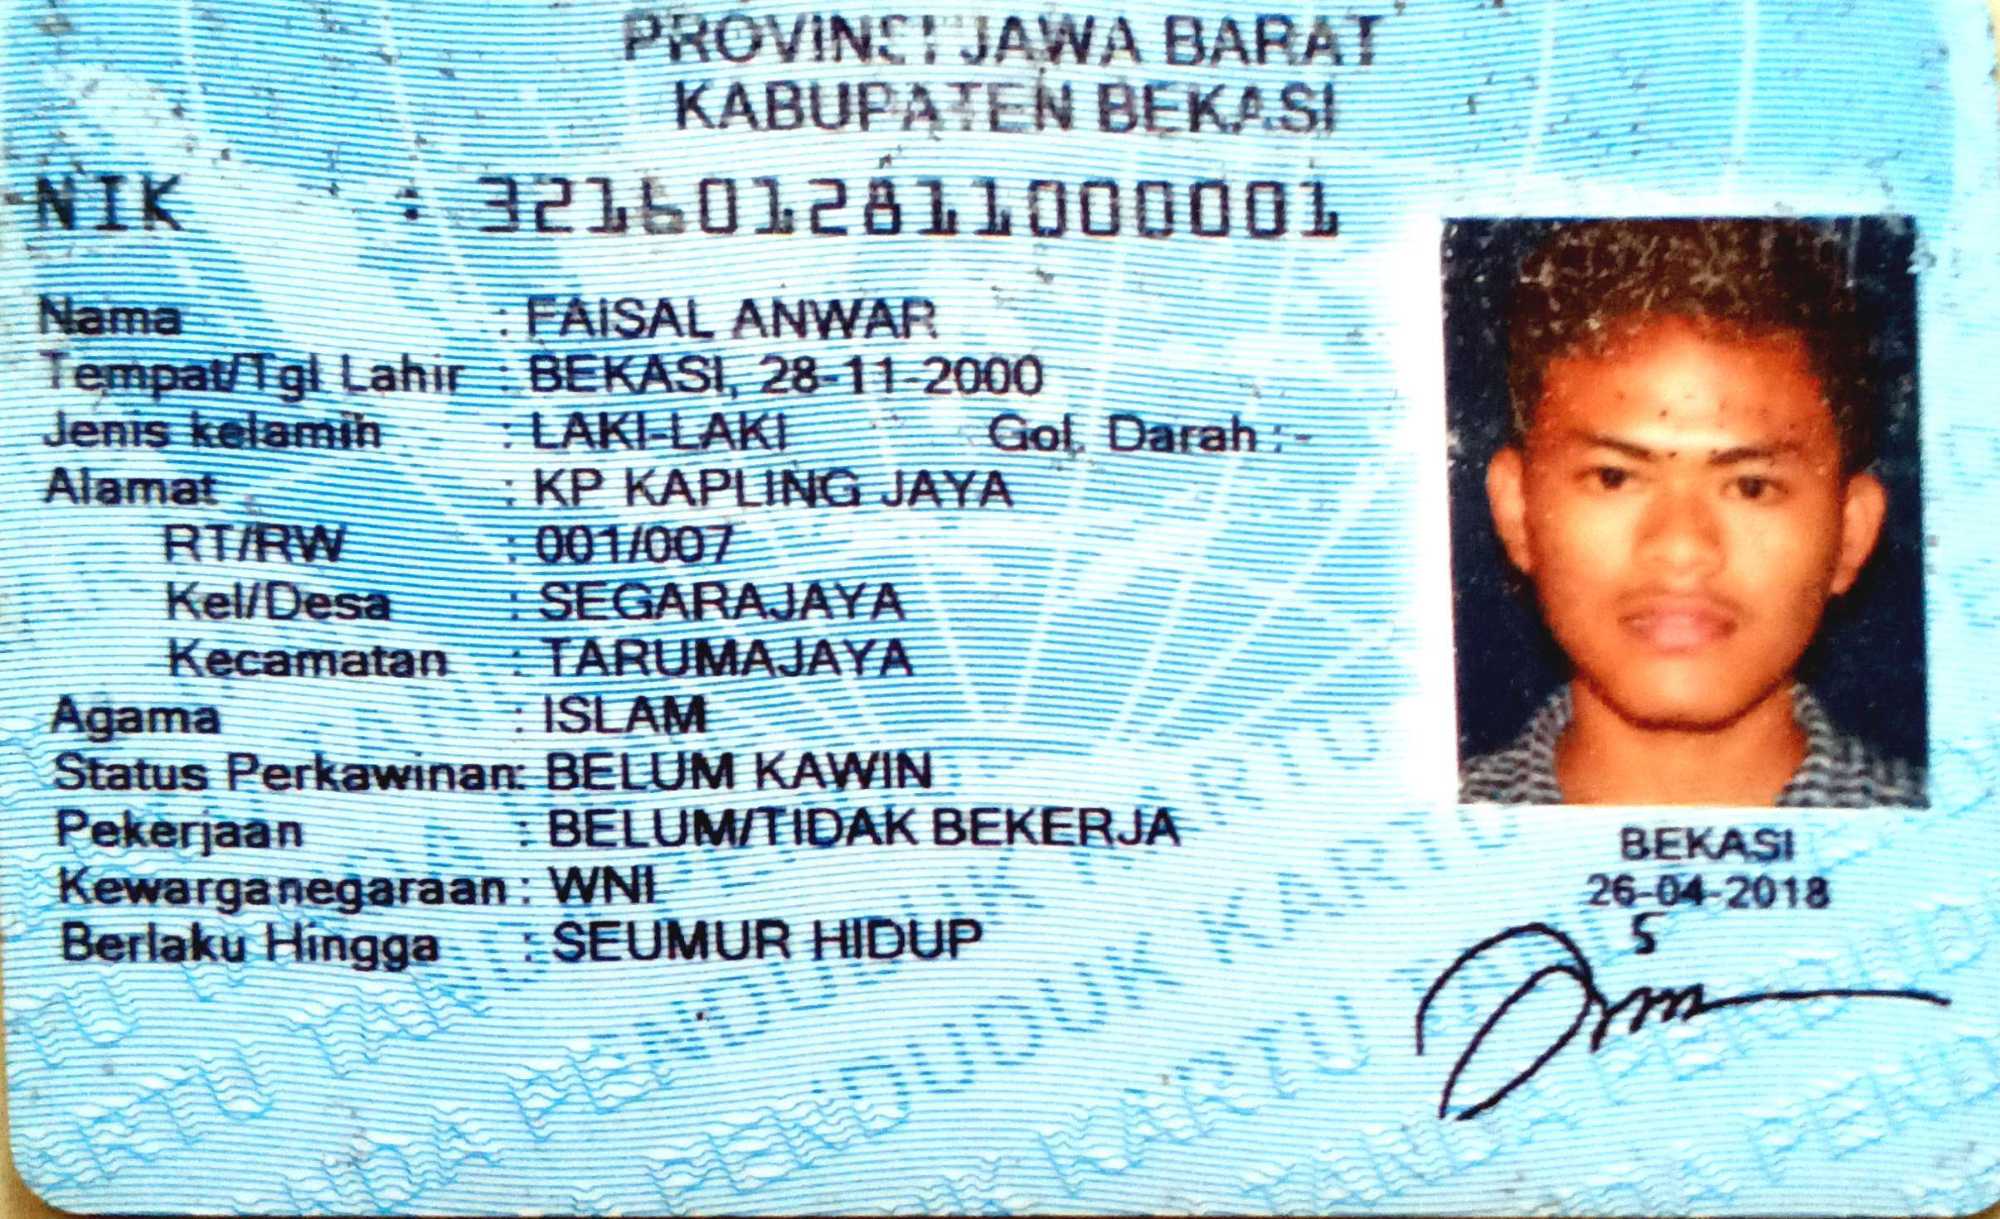 PROVINSI JAWA BARAT
KABUPATEN BEKASI
NIK : 3216012811000001
Nama : FAISAL ANWAR
Tempat/Tgl Lahir : BEKASI, 28-11-2000
Jenis kelamin : LAKI-LAKI Gol. Darah : -
Alamat : KP KAPLING JAYA
RT/RW : 001/007
Kel/Desa : SEGARAJAYA
Kecamatan : TARUMAJAYA
Agama : ISLAM
Status Perkawinan: BELUM KAWIN
Pekerjaan : BELUM/TIDAK BEKERJA
Kewarganegaraan : WNI
Berlaku Hingga : SEUMUR HIDUP
BEKASI
26-04-2018